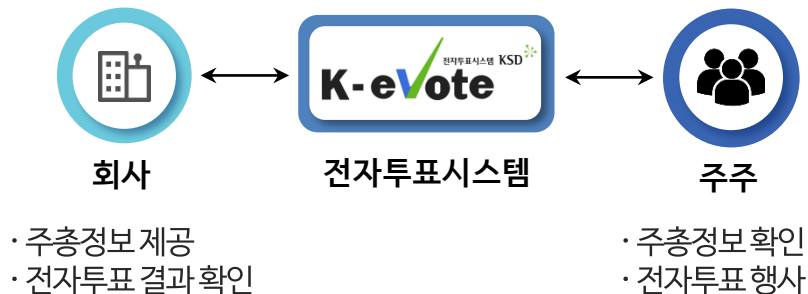 전자투표시스템 KSD
K-eVote
회사
전자투표시스템
주주
· 주총정보 제공
· 전자투표 결과 확인
· 주총정보 확인
· 전자투표 행사